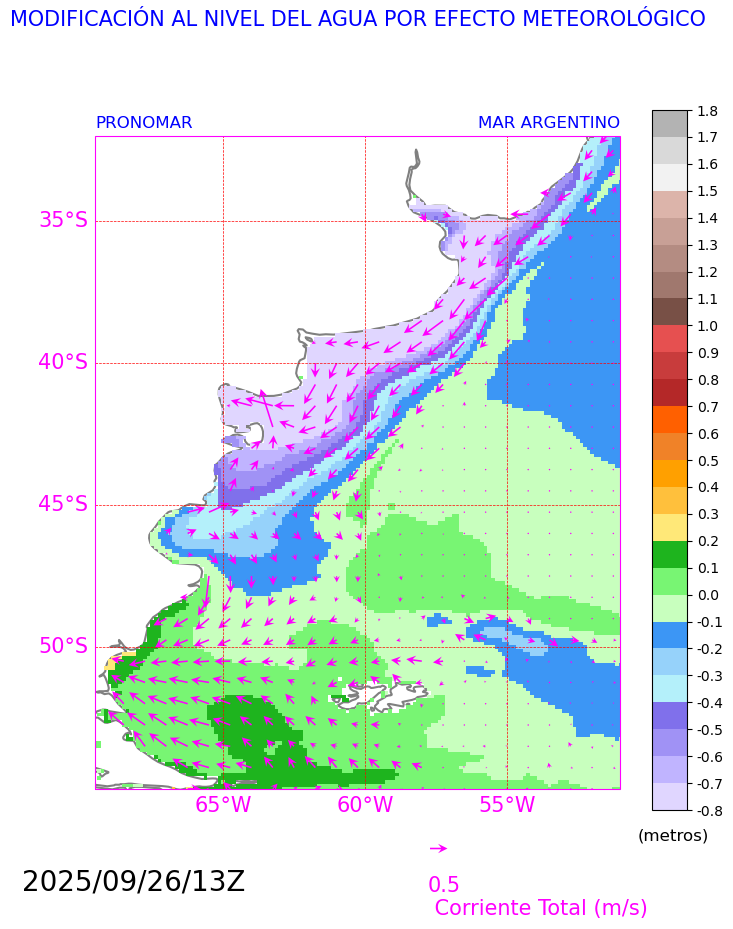 MODIFICACIÓN AL NIVEL DEL AGUA POR EFECTO METEOROLÓGICO
PRONOMAR MAR ARGENTINO
35°S
40°S
45°S
50°S
65°W 60°W 55°W
1.8
1.7
1.6
1.5
1.4
1.3
1.2
1.1
1.0
0.9
0.8
0.7
0.6
0.5
0.4
0.3
0.2
0.1
0.0
-0.1
-0.2
-0.3
-0.4
-0.5
-0.6
-0.7
-0.8
(metros)
2025/09/26/13Z
0.5
Corriente Total (m/s)